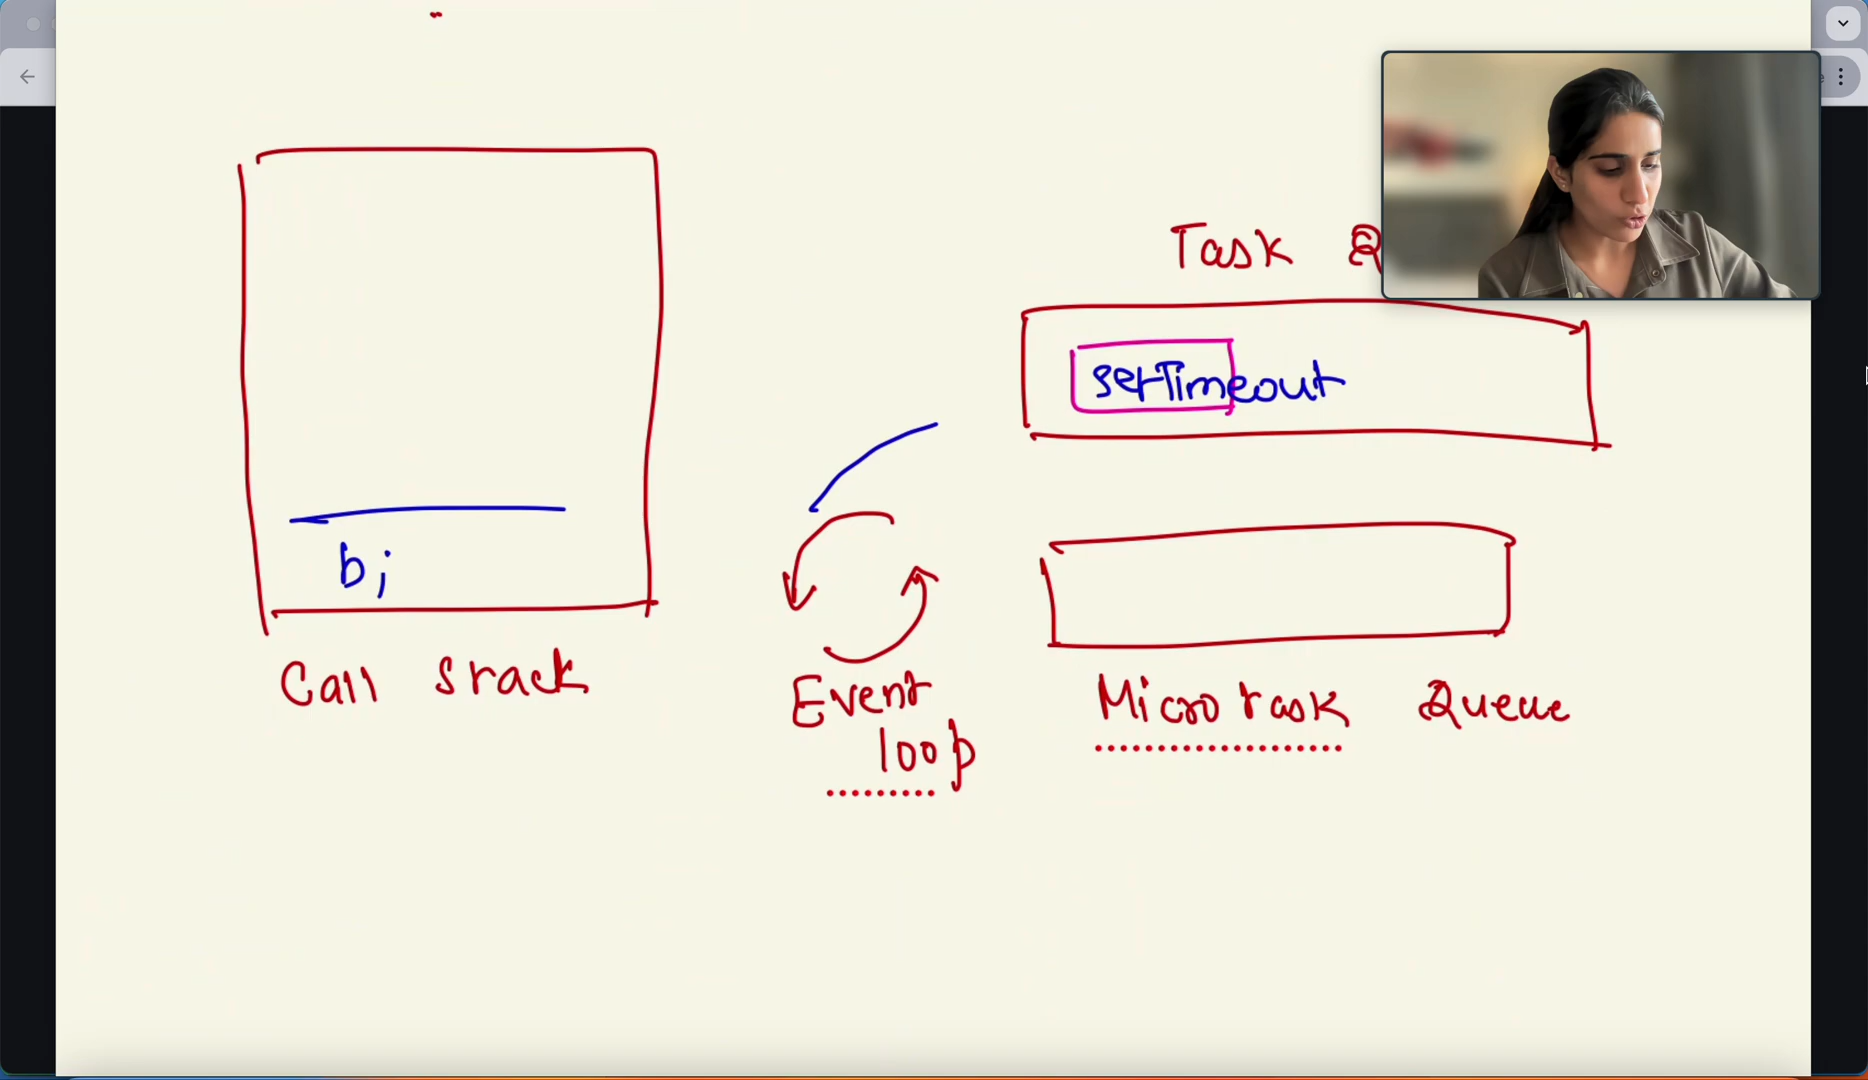 Task
setTimeout
b;
Call stack
Event
loop
Microtask Queue